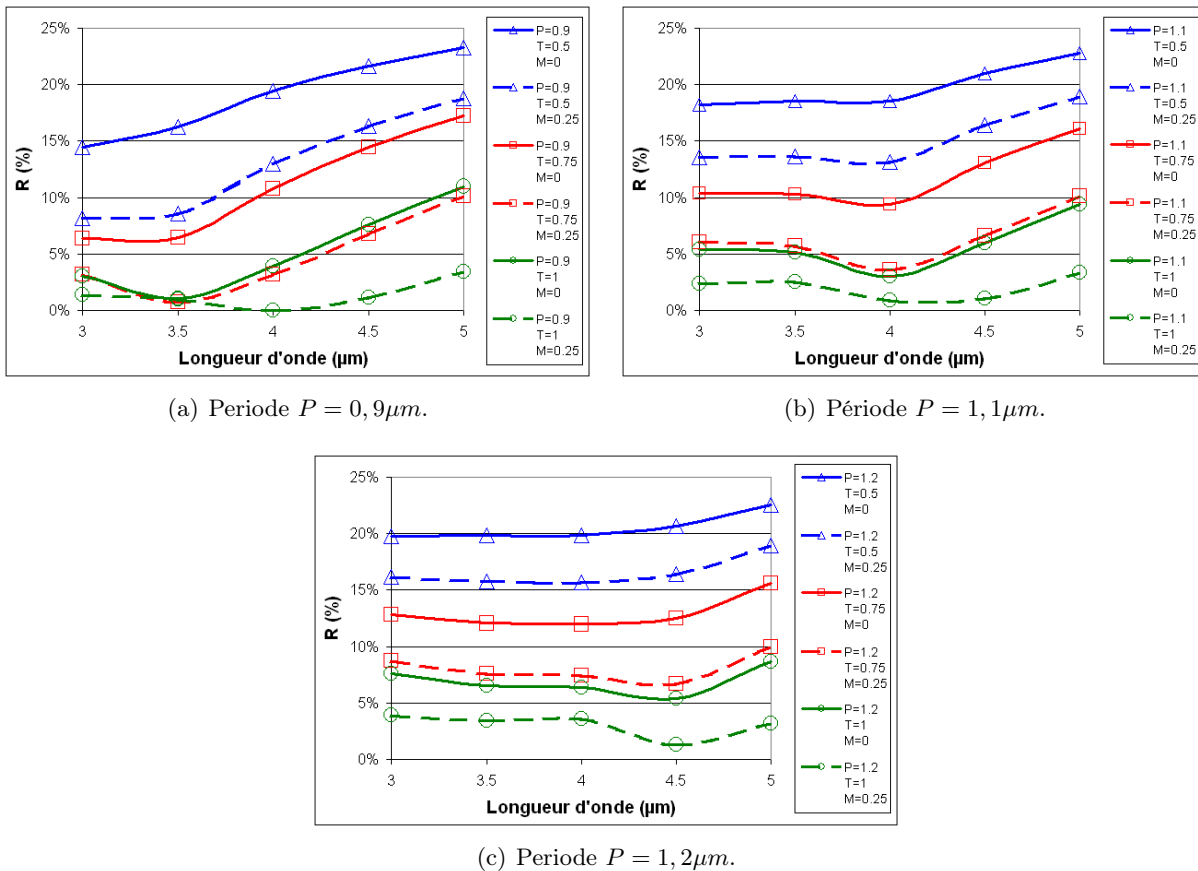 25%
20%
15%
10%
5%
0%
R (%)
3
3.5
4
4.5
5
Longueur d'onde (µm)
P=0.9
T=0.5
M=0
P=0.9
T=0.5
M=0.25
P=0.9
T=0.75
M=0
P=0.9
T=0.75
M=0.25
P=0.9
T=1
M=0
P=0.9
T=1
M=0.25
(a) Periode P = 0, 9µm.
25%
20%
15%
10%
5%
0%
R (%)
3
3.5
4
4.5
5
Longueur d'onde (µm)
P=1.1
T=0.5
M=0
P=1.1
T=0.5
M=0.25
P=1.1
T=0.75
M=0
P=1.1
T=0.75
M=0.25
P=1.1
T=1
M=0
P=1.1
T=1
M=0.25
(b) Période P = 1, 1µm.
25%
20%
15%
10%
5%
0%
R (%)
3
3.5
4
4.5
5
Longueur d'onde (µm)
P=1.2
T=0.5
M=0
P=1.2
T=0.5
M=0.25
P=1.2
T=0.75
M=0
P=1.2
T=0.75
M=0.25
P=1.2
T=1
M=0
P=1.2
T=1
M=0.25
(c) Periode P = 1, 2µm.